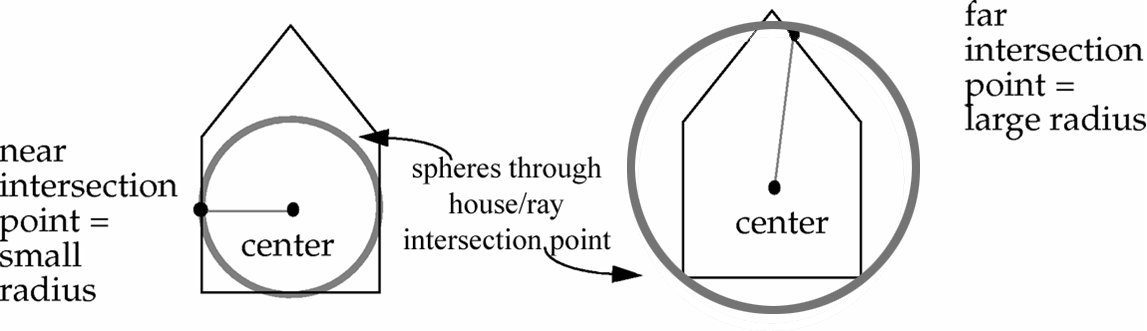 near
intersection
point =
small
radius
center
spheres through
house/ray
intersection point
center
far
intersection
point =
large radius